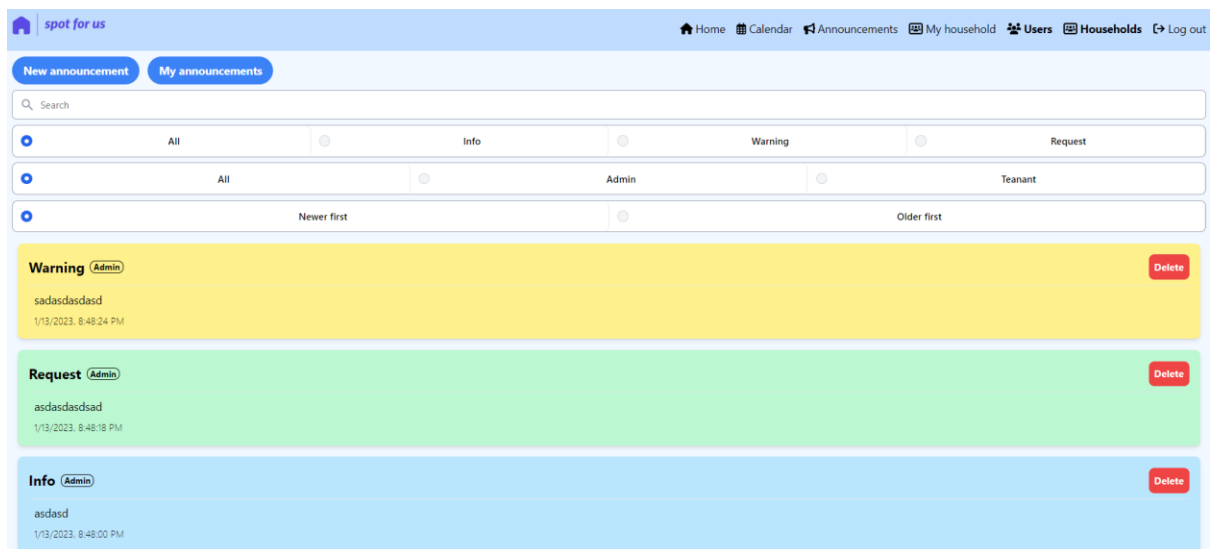 spot for us
Home Calendar Announcements My household Users Households Log out
New announcement My announcements
Search
All Info Warning Request
All Admin Teanant
Newer first Older first
Warning Admin Delete
sadasdasdasd
1/13/2023, 8:48:24 PM
Request Admin Delete
asdasdasdsad
1/13/2023, 8:48:18 PM
Info Admin Delete
asdasd
1/13/2023, 8:48:00 PM